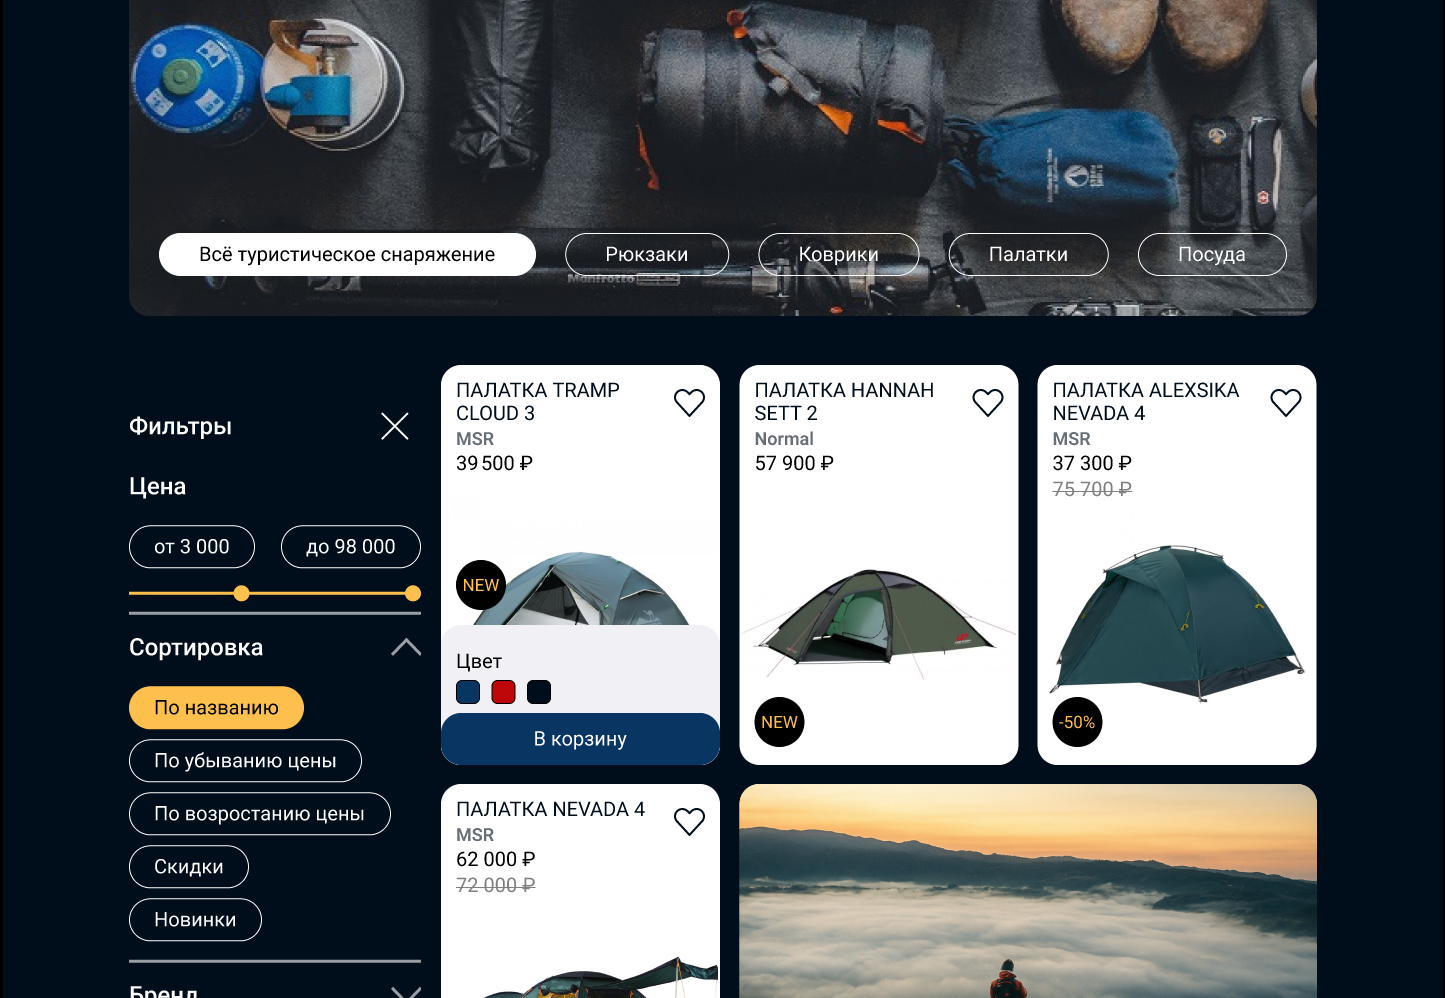 Manfrotto
Всё туристическое снаряжение
Рюкзаки
Коврики
Палатки
Посуда
Фильтры
Цена
от 3 000
до 98 000
Сортировка
По названию
По убыванию цены
По возростанию цены
Скидки
Новинки
Бренд
ПАЛАТКА TRAMP
CLOUD 3
MSR
39 500 ₽
NEW
Цвет
В корзину
ПАЛАТКА HANNAH
SETT 2
Normal
57 900 ₽
NEW
ПАЛАТКА ALEXSIKA
NEVADA 4
MSR
37 300 ₽
75 700 ₽
-50%
ПАЛАТКА NEVADA 4
MSR
62 000 ₽
72 000 ₽